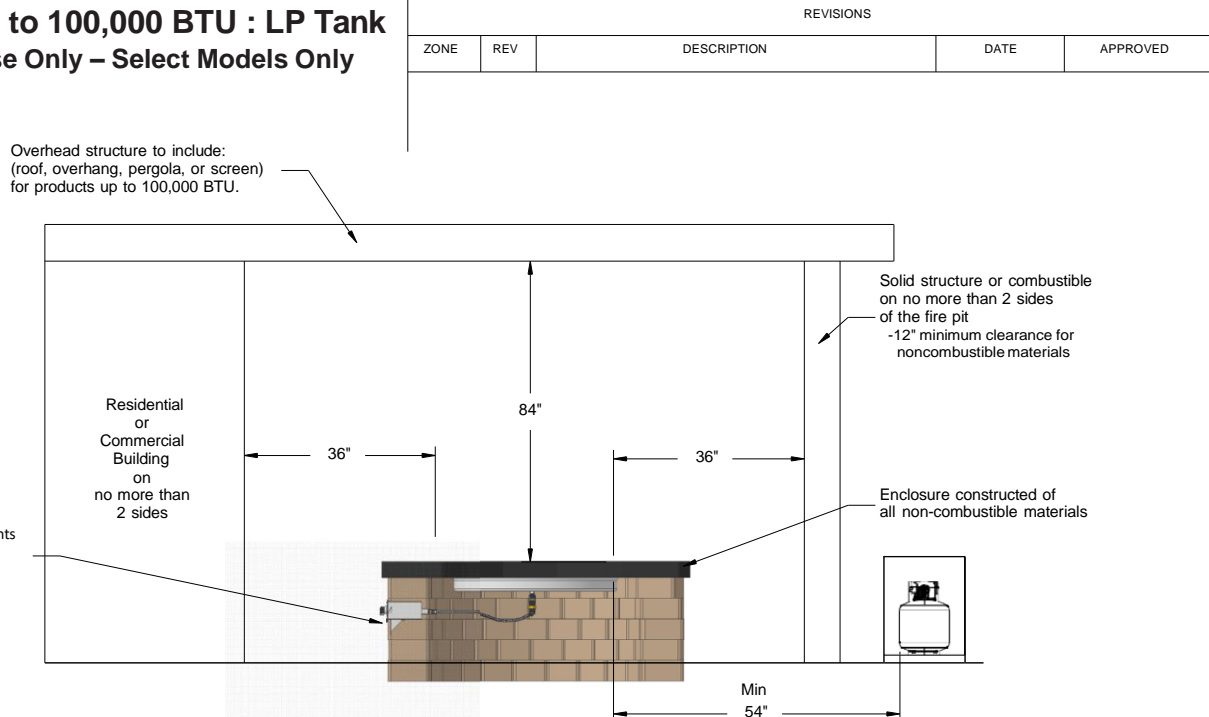 to 100,000 BTU : LP Tank
se Only – Select Models Only
REVISIONS
ZONE REV DESCRIPTION DATE APPROVED
Overhead structure to include:
(roof, overhang, pergola, or screen)
for products up to 100,000 BTU.
Solid structure or combustible
on no more than 2 sides
of the fire pit
-12" minimum clearance for
noncombustible materials
Residential
or
Commercial
Building
on
no more than
2 sides
84"
36"
36"
Enclosure constructed of
all non-combustible materials
nts
Min
54"